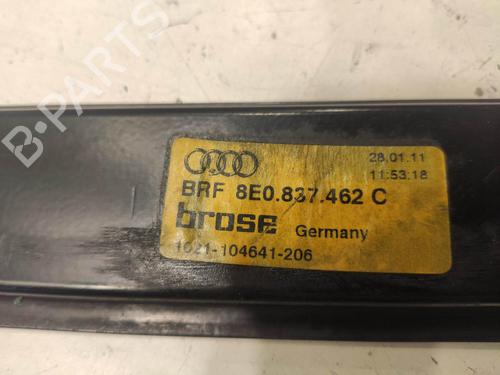 B-PARTS
28.01.11
11:53:18
BRF 8E0.837.462 C
brose Germany
1021-104641-206